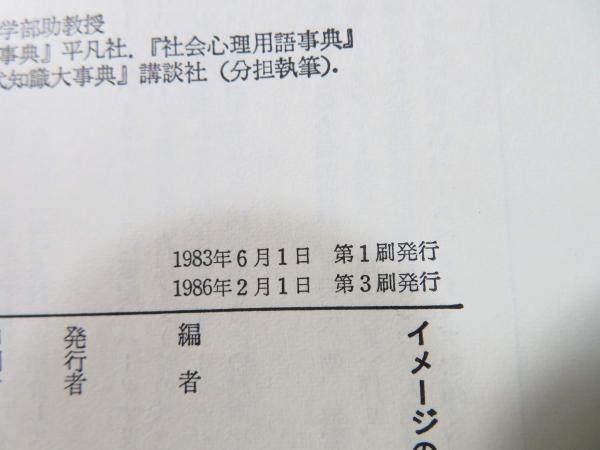 学部助教授
事典』平凡社.『社会心理用語事典』
代知識大事典』講談社(分担執筆).
1983年6月1日 第1刷発行
1986年2月1日 第3刷発行
イメージの
編者
発行者